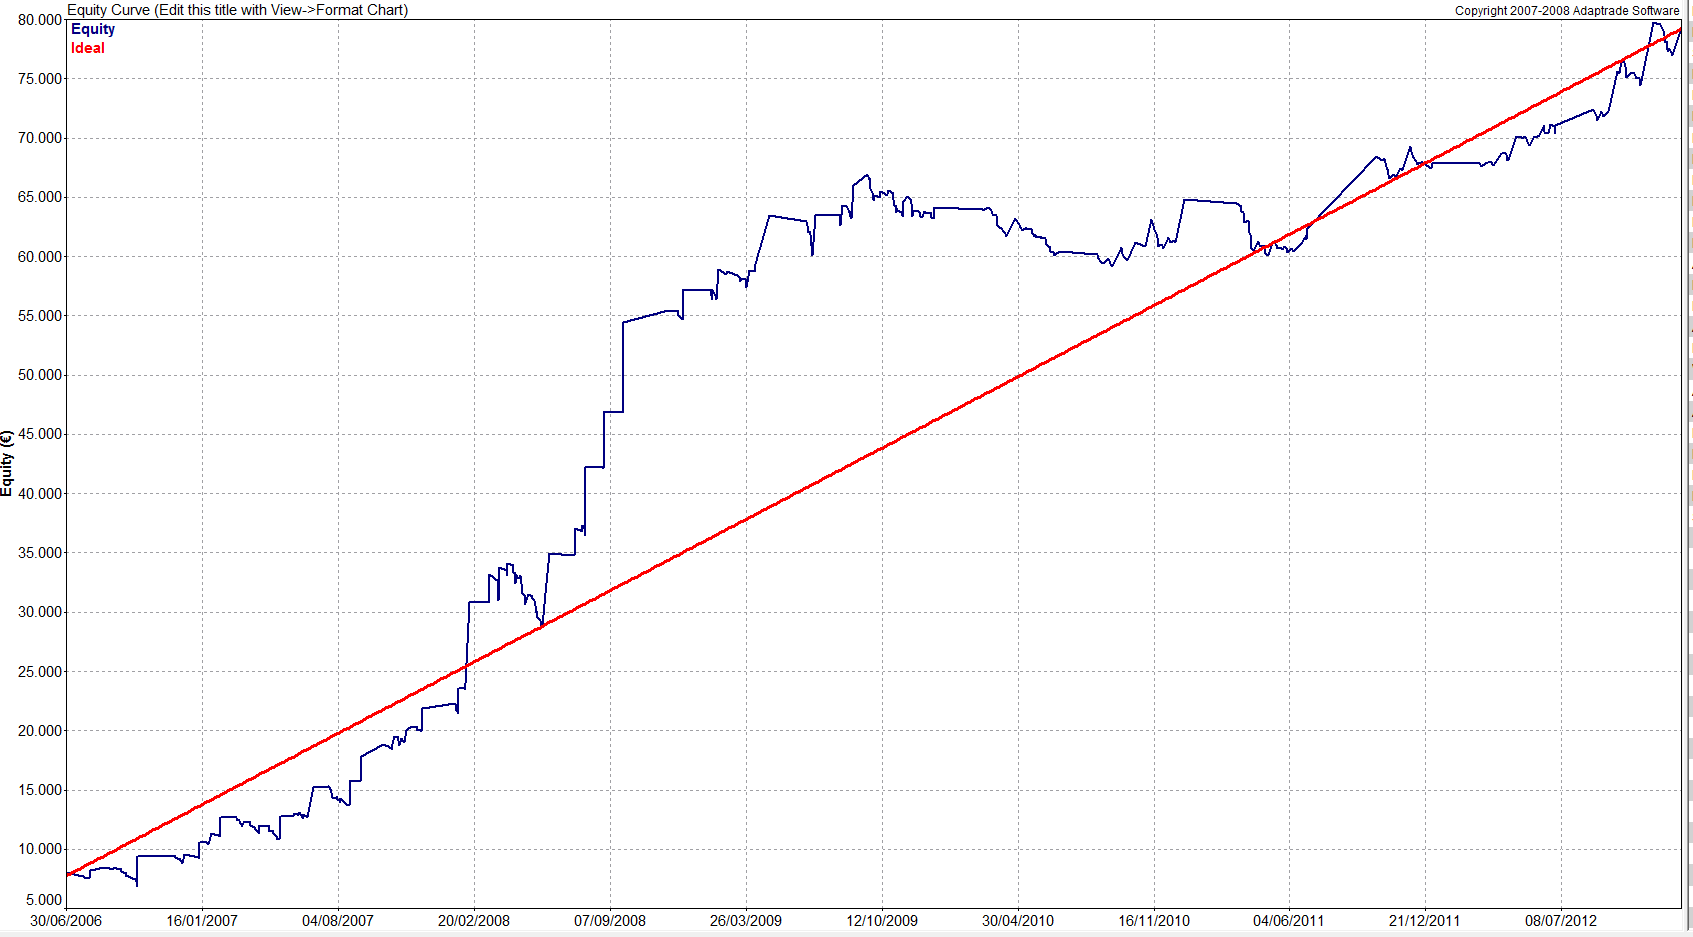 Equity Curve (Edit this title with View->Format Chart)
Copyright 2007-2008 Adaptrade Software
Equity
Ideal
80.000
75.000
70.000
65.000
60.000
55.000
50.000
45.000
40.000
35.000
30.000
25.000
20.000
15.000
10.000
5.000
Equity (€)
30/06/2006 16/01/2007 04/08/2007 20/02/2008 07/09/2008 26/03/2009 12/10/2009 30/04/2010 16/11/2010 04/06/2011 21/12/2011 08/07/2012